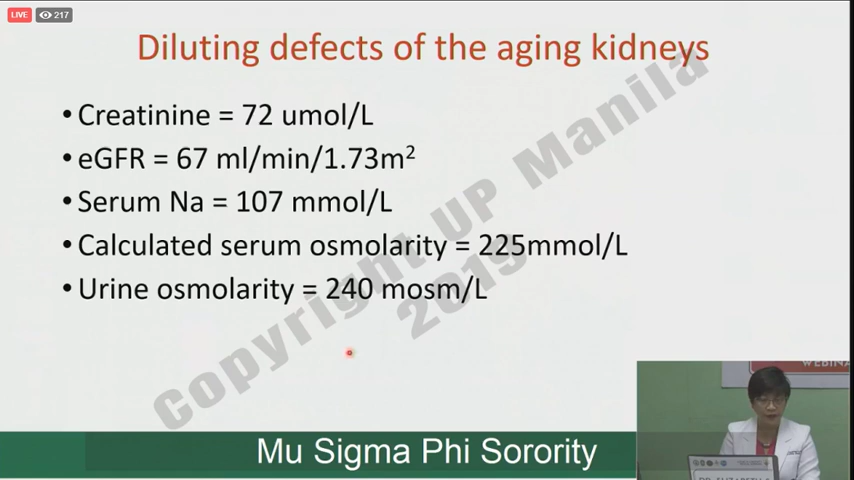 LIVE 217
Diluting defects of the aging kidneys
• Creatinine = 72 umol/L
• eGFR = 67 ml/min/1.73m²
• Serum Na = 107 mmol/L
• Calculated serum osmolarity = 225mmol/L
• Urine osmolarity = 240 mosm/L
Copyright UP Manila
2019
WEBINA
Mu Sigma Phi Sorority